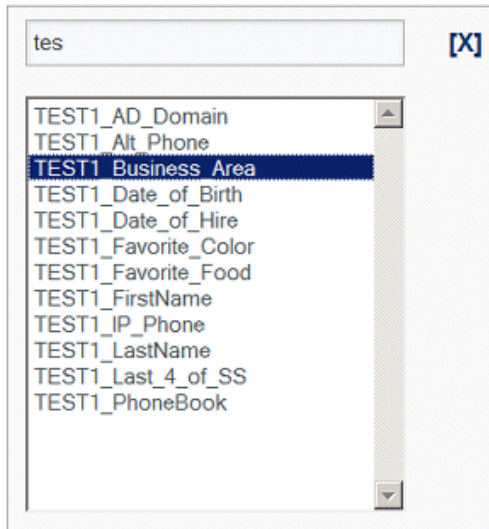 tes
[X]
TEST1_AD_Domain
TEST1_Alt_Phone
TEST1_Business_Area
TEST1_Date_of_Birth
TEST1_Date_of_Hire
TEST1_Favorite_Color
TEST1_Favorite_Food
TEST1_FirstName
TEST1_IP_Phone
TEST1_LastName
TEST1_Last_4_of_SS
TEST1_PhoneBook